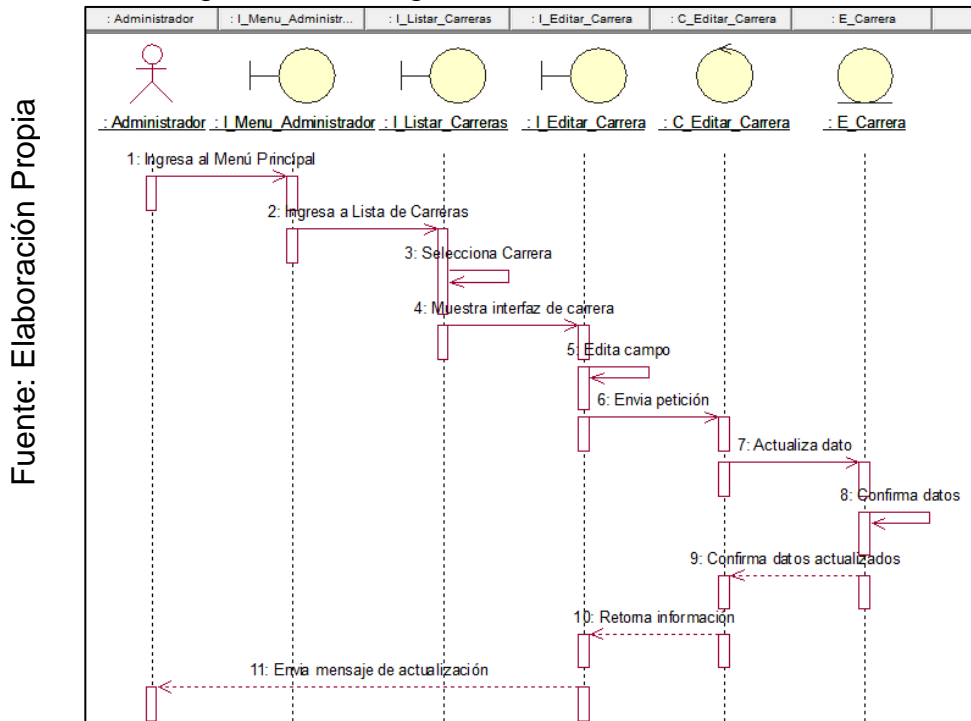 : Administrador
: I_Menu_Administr...
: I_Listar_Carreras
: I_Editar_Carrera
: C_Editar_Carrera
: E_Carrera
: Administrador
: I_Menu_Administrador
: I_Listar_Carreras
: I_Editar_Carrera
: C_Editar_Carrera
: E_Carrera
1: Ingresa al Menú Principal
2: Ingresa a Lista de Carreras
3: Selecciona Carrera
4: Muestra interfaz de carrera
5: Edita campo
6: Envia petición
7: Actualiza dato
8: Confirma datos
9: Confirma datos actualizados
10: Retorna información
11: Envia mensaje de actualización
Fuente: Elaboración Propia